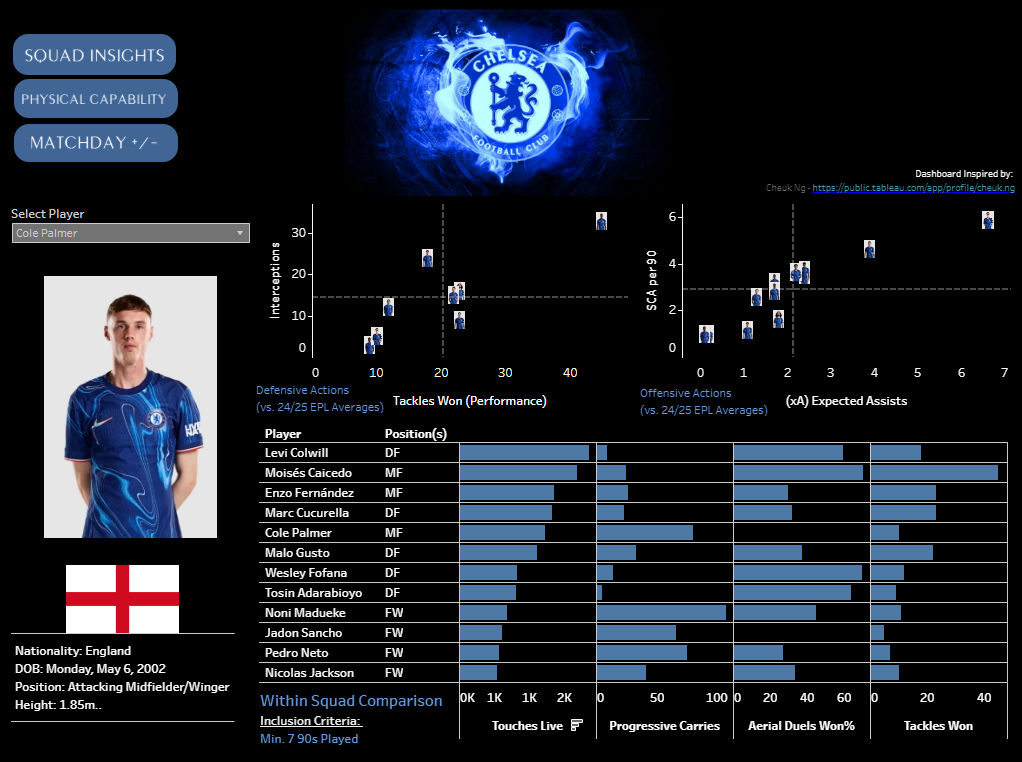 SQUAD INSIGHTS
PHYSICAL CAPABILITY
MATCHDAY +/-
CHELSEA
FOOTBALL CLUB
Dashboard Inspired by:
Cheuk Ng - https://public.tableau.com/app/profile/cheuk.ng
Select Player
Cole Palmer
Interceptions
30
20
10
0
0 10 20 30 40
Defensive Actions
(vs. 24/25 EPL Averages)
Tackles Won (Performance)
SCA per90
6
4
2
0
0 1 2 3 4 5 6 7
Offensive Actions
(vs. 24/25 EPL Averages)
(xA) Expected Assists
Nationality: England
DOB: Monday, May 6, 2002
Position: Attacking Midfielder/Winger
Height: 1.85m..
Player Position(s)
Levi Colwill DF
Moisés Caicedo MF
Enzo Fernández MF
Marc Cucurella DF
Cole Palmer MF
Malo Gusto DF
Wesley Fofana DF
Tosin Adarabioyo DF
Noni Madueke FW
Jadon Sancho FW
Pedro Neto FW
Nicolas Jackson FW
0K 1K 1K 2K 0 50 100 0 20 40 60 0 20 40
Touches Live Progressive Carries Aerial Duels Won% Tackles Won
Within Squad Comparison
Inclusion Criteria:
Min. 7 90s Played